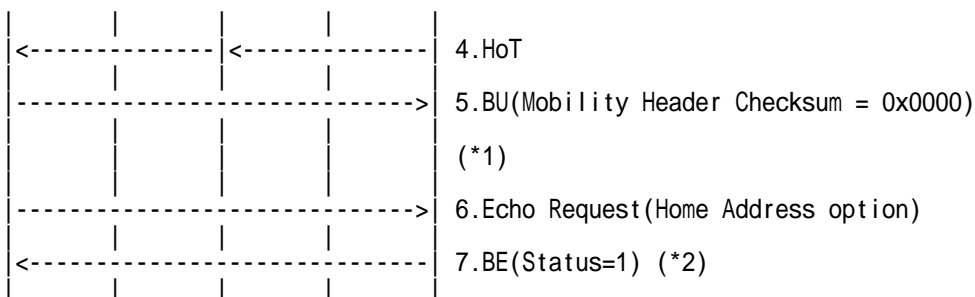 4.HoT
5.BU(Mobility Header Checksum = 0x0000)
(*1)
6.Echo Request(Home Address option)
7.BE(Status=1) (*2)